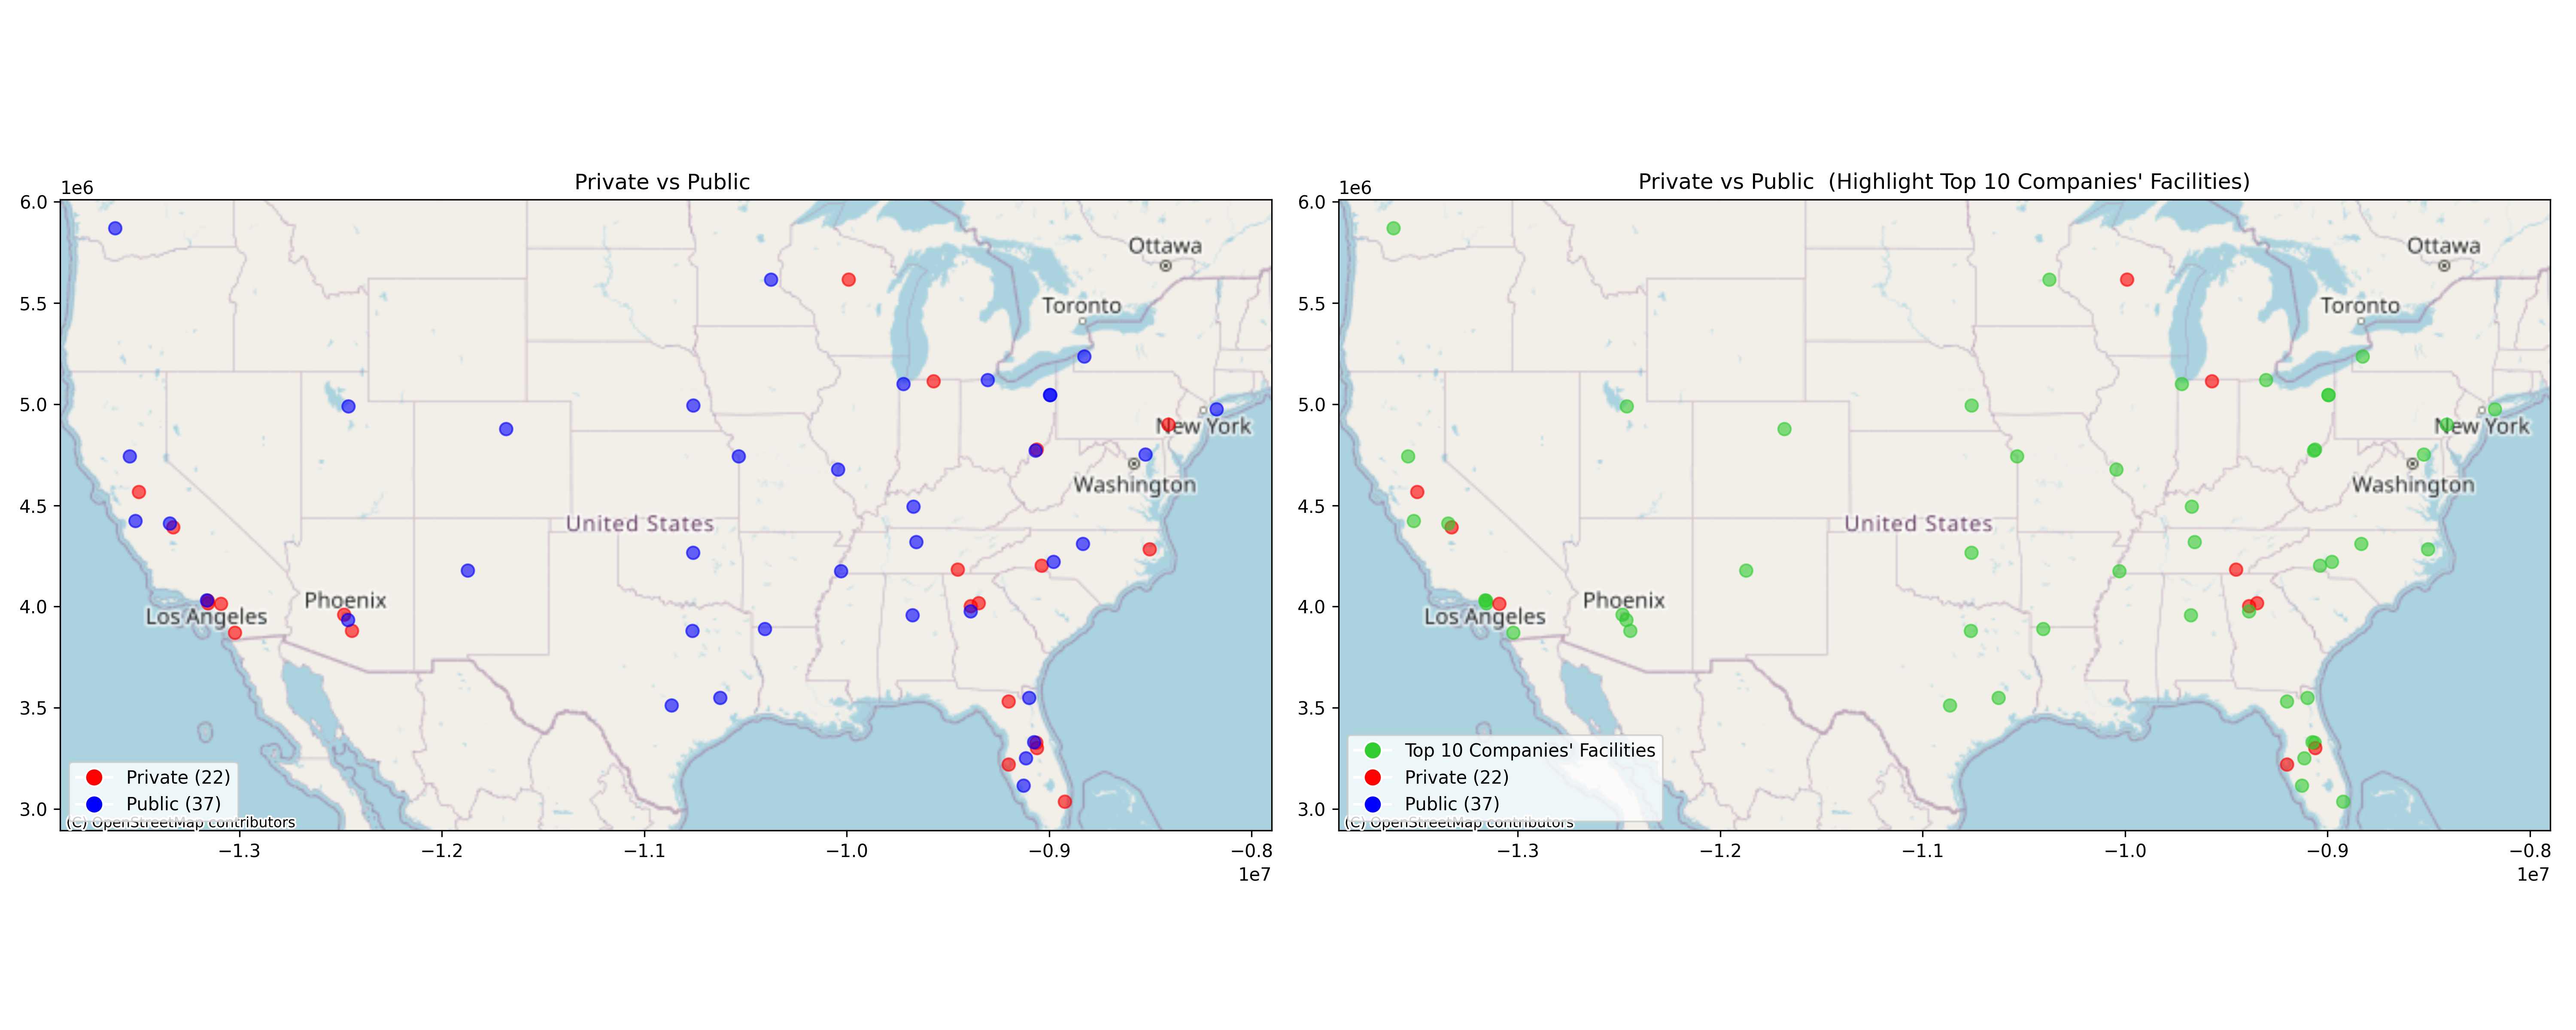 Private vs Public
1e6
6.0
5.5
5.0
4.5
4.0
3.5
3.0
Ottawa
Toronto
New York
Washington
United States
Phoenix
Los Angeles
Private (22)
Public (37)
(C) OpenStreetMap contributors
−1.3 −1.2 −1.1 −1.0 −0.9 −0.8
1e7
Private vs Public  (Highlight Top 10 Companies' Facilities)
1e6
6.0
5.5
5.0
4.5
4.0
3.5
3.0
Ottawa
Toronto
New York
Washington
United States
Phoenix
Los Angeles
Top 10 Companies' Facilities
Private (22)
Public (37)
(C) OpenStreetMap contributors
−1.3 −1.2 −1.1 −1.0 −0.9 −0.8
1e7